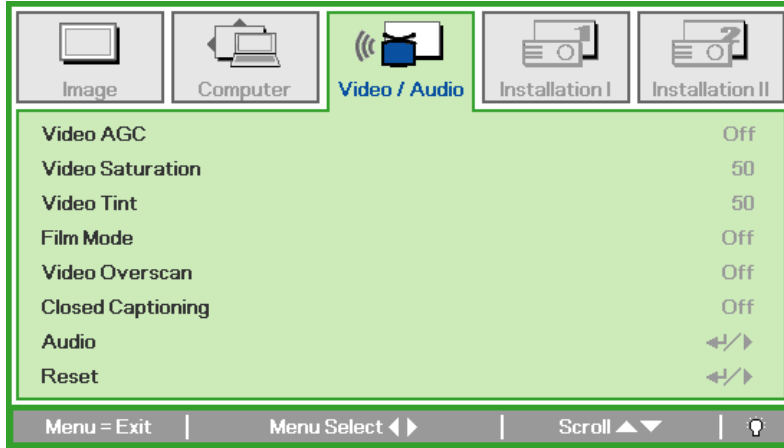 Image Computer Video / Audio Installation I Installation II
Video AGC Off
Video Saturation 50
Video Tint 50
Film Mode Off
Video Overscan Off
Closed Captioning Off
Audio ↵/▶
Reset ↵/▶
Menu = Exit Menu Select ◀▶ Scroll ▲▼